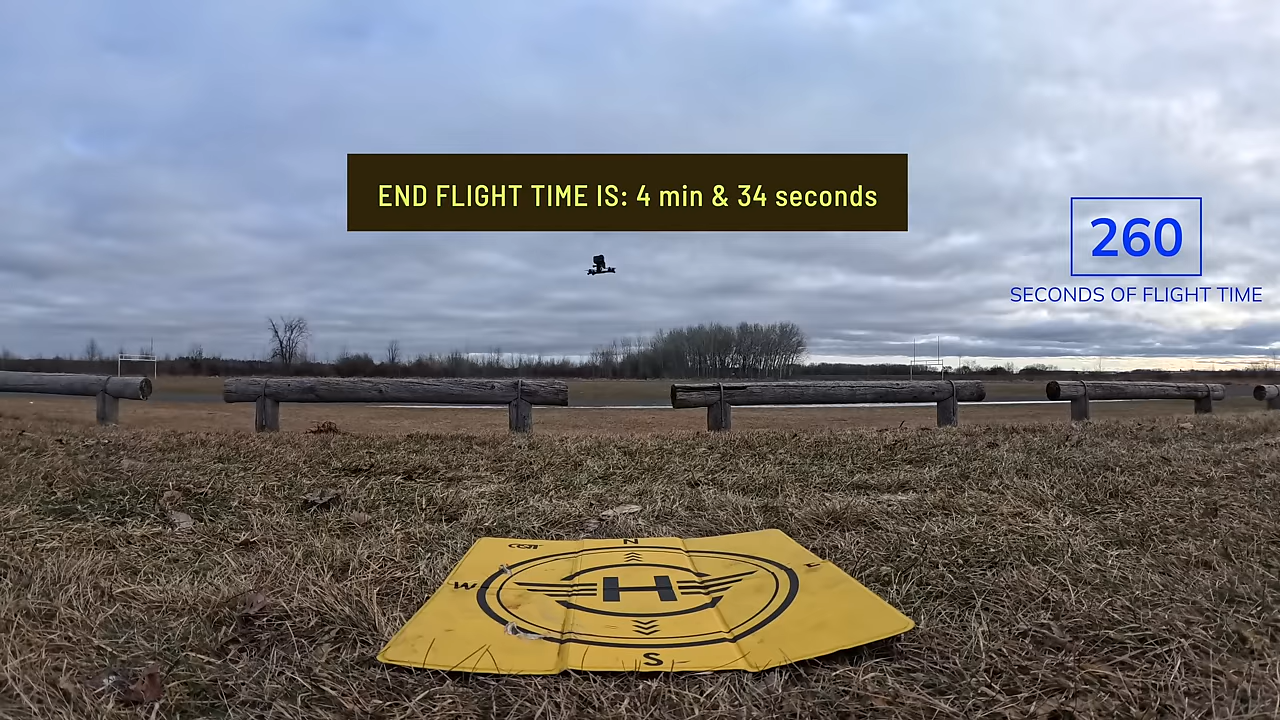 END FLIGHT TIME IS: 4 min & 34 seconds
260
SECONDS OF FLIGHT TIME
N
W
E
H
S